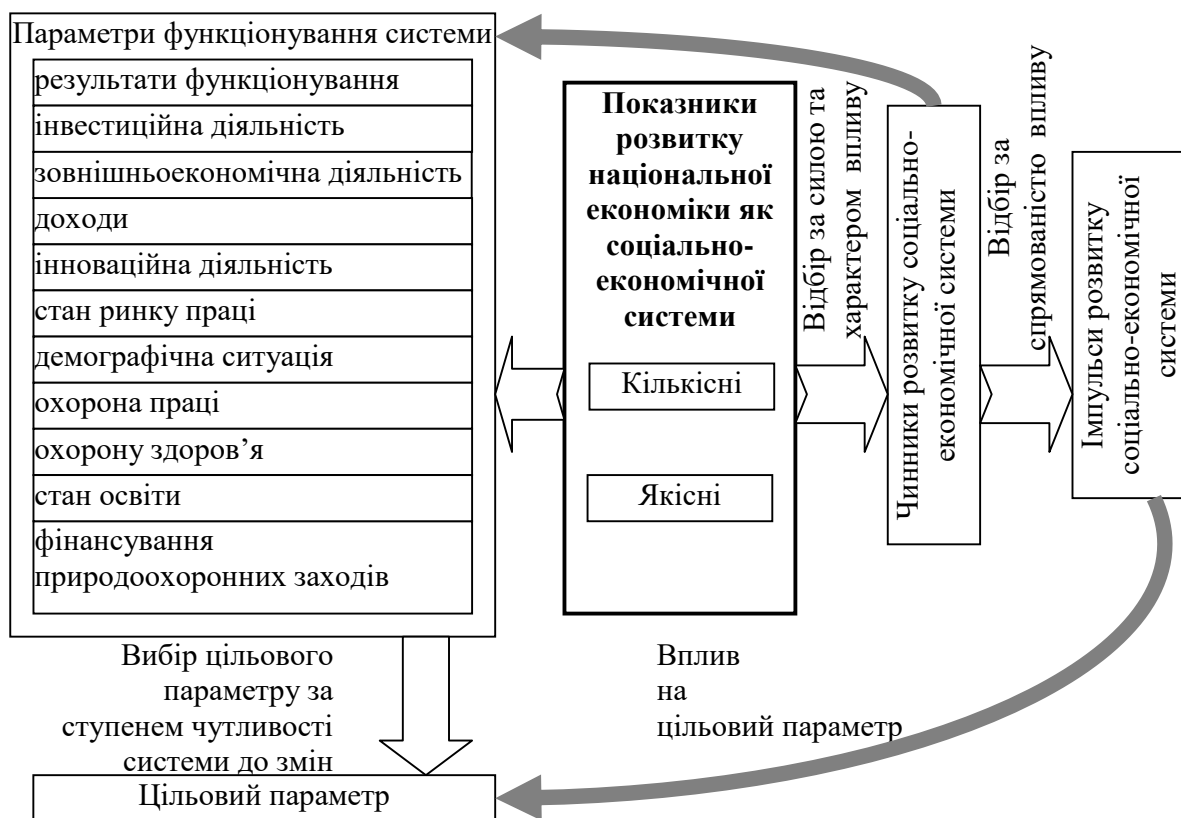 Параметри функціонування системи
результати функціонування
інвестиційна діяльність
зовнішньоекономічна діяльність
доходи
інноваційна діяльність
стан ринку праці
демографічна ситуація
охорона праці
охорону здоров’я
стан освіти
фінансування
природоохоронних заходів
Показники
розвитку
національної
економіки як
соціально-
економічної
системи
Кількісні
Якісні
Відбір за силою та
характером впливу
Чинники розвитку соціально-
економічної системи
Відбір за
спрямованістю впливу
Імпульси розвитку
соціально-економічної
системи
Вибір цільового
параметру за
ступенем чутливості
системи до змін
Вплив
на
цільовий параметр
Цільовий параметр